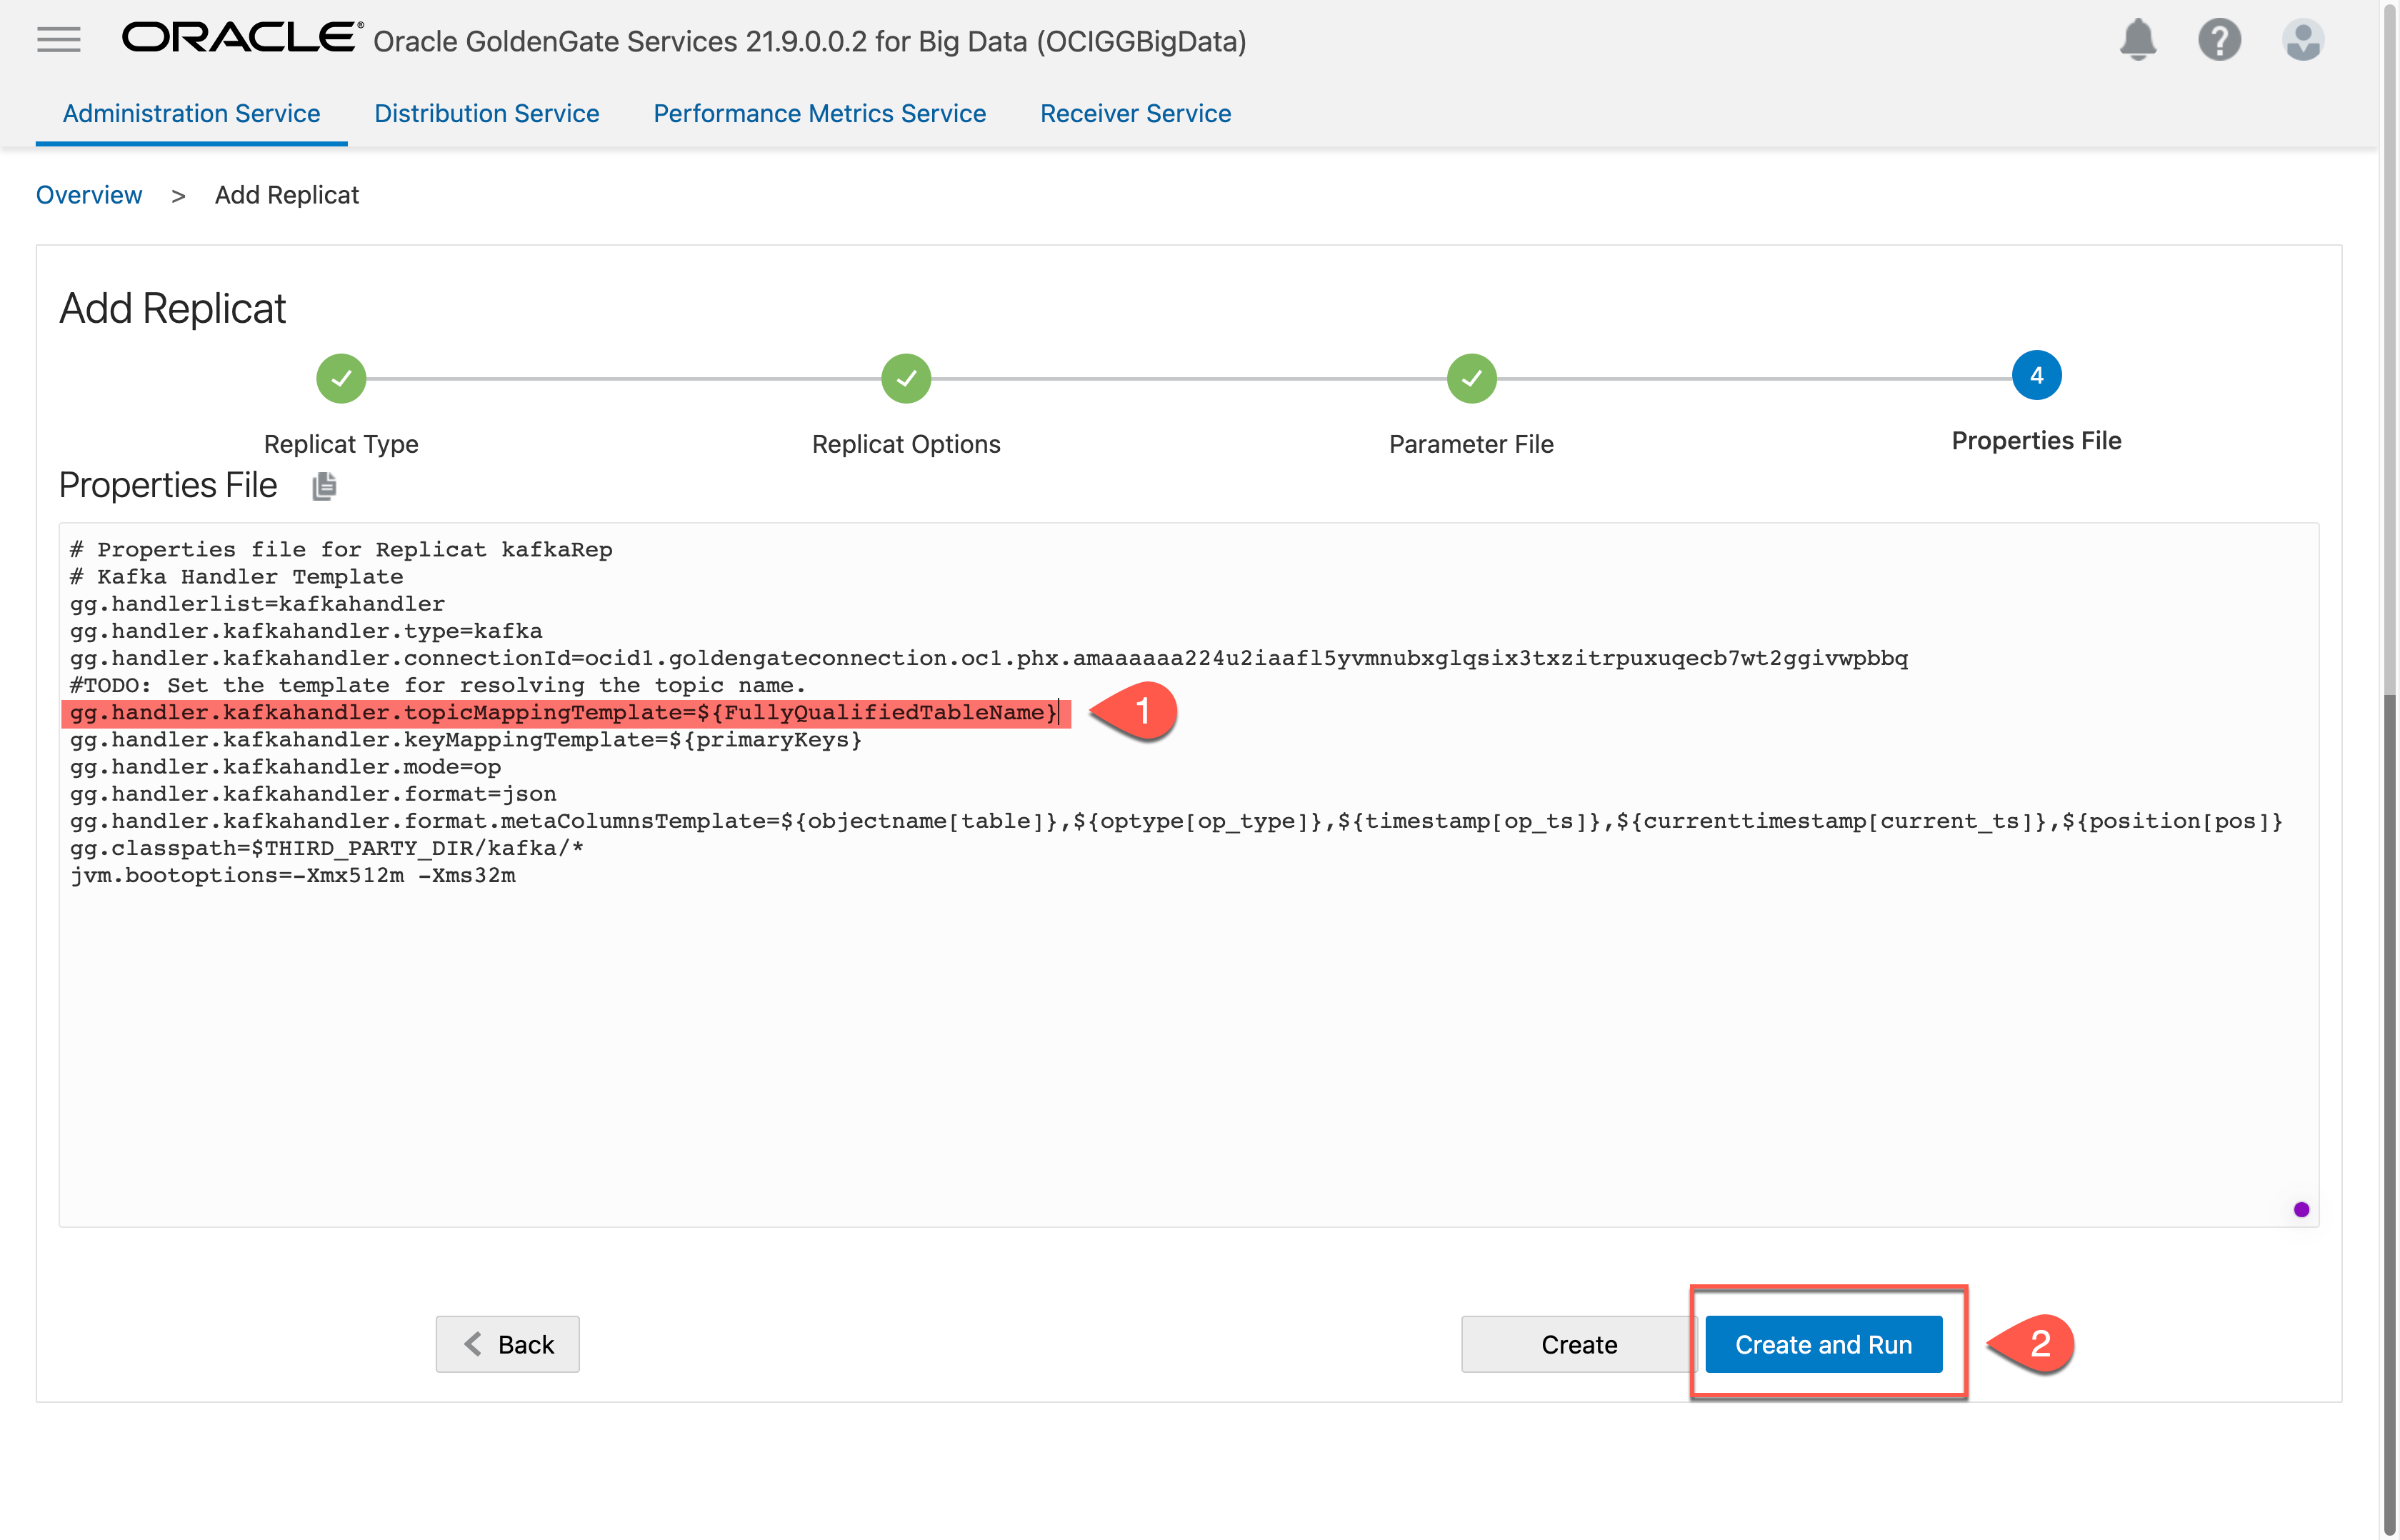 ORACLE® Oracle GoldenGate Services 21.9.0.0.2 for Big Data (OCIGGBigData)
Administration Service Distribution Service Performance Metrics Service Receiver Service
Overview > Add Replicat
Add Replicat
4
Replicat Type Replicat Options Parameter File Properties File
Properties File
# Properties file for Replicat kafkaRep
# Kafka Handler Template
gg.handlerlist=kafkahandler
gg.handler.kafkahandler.type=kafka
gg.handler.kafkahandler.connectionId=ocid1.goldengateconnection.oc1.phx.amaaaaaa224u2iaafl5yvmnubxglqsix3txzitrpuxuqecb7wt2ggivwpbbq
#TODO: Set the template for resolving the topic name.
gg.handler.kafkahandler.topicMappingTemplate=${FullyQualifiedTableName}
1
gg.handler.kafkahandler.keyMappingTemplate=${primaryKeys}
gg.handler.kafkahandler.mode=op
gg.handler.kafkahandler.format=json
gg.handler.kafkahandler.format.metaColumnsTemplate=${objectname[table]},${optype[op_type]},${timestamp[op_ts]},${currenttimestamp[current_ts]},${position[pos]}
gg.classpath=$THIRD_PARTY_DIR/kafka/*
jvm.bootoptions=-Xmx512m -Xms32m
Back Create Create and Run 2